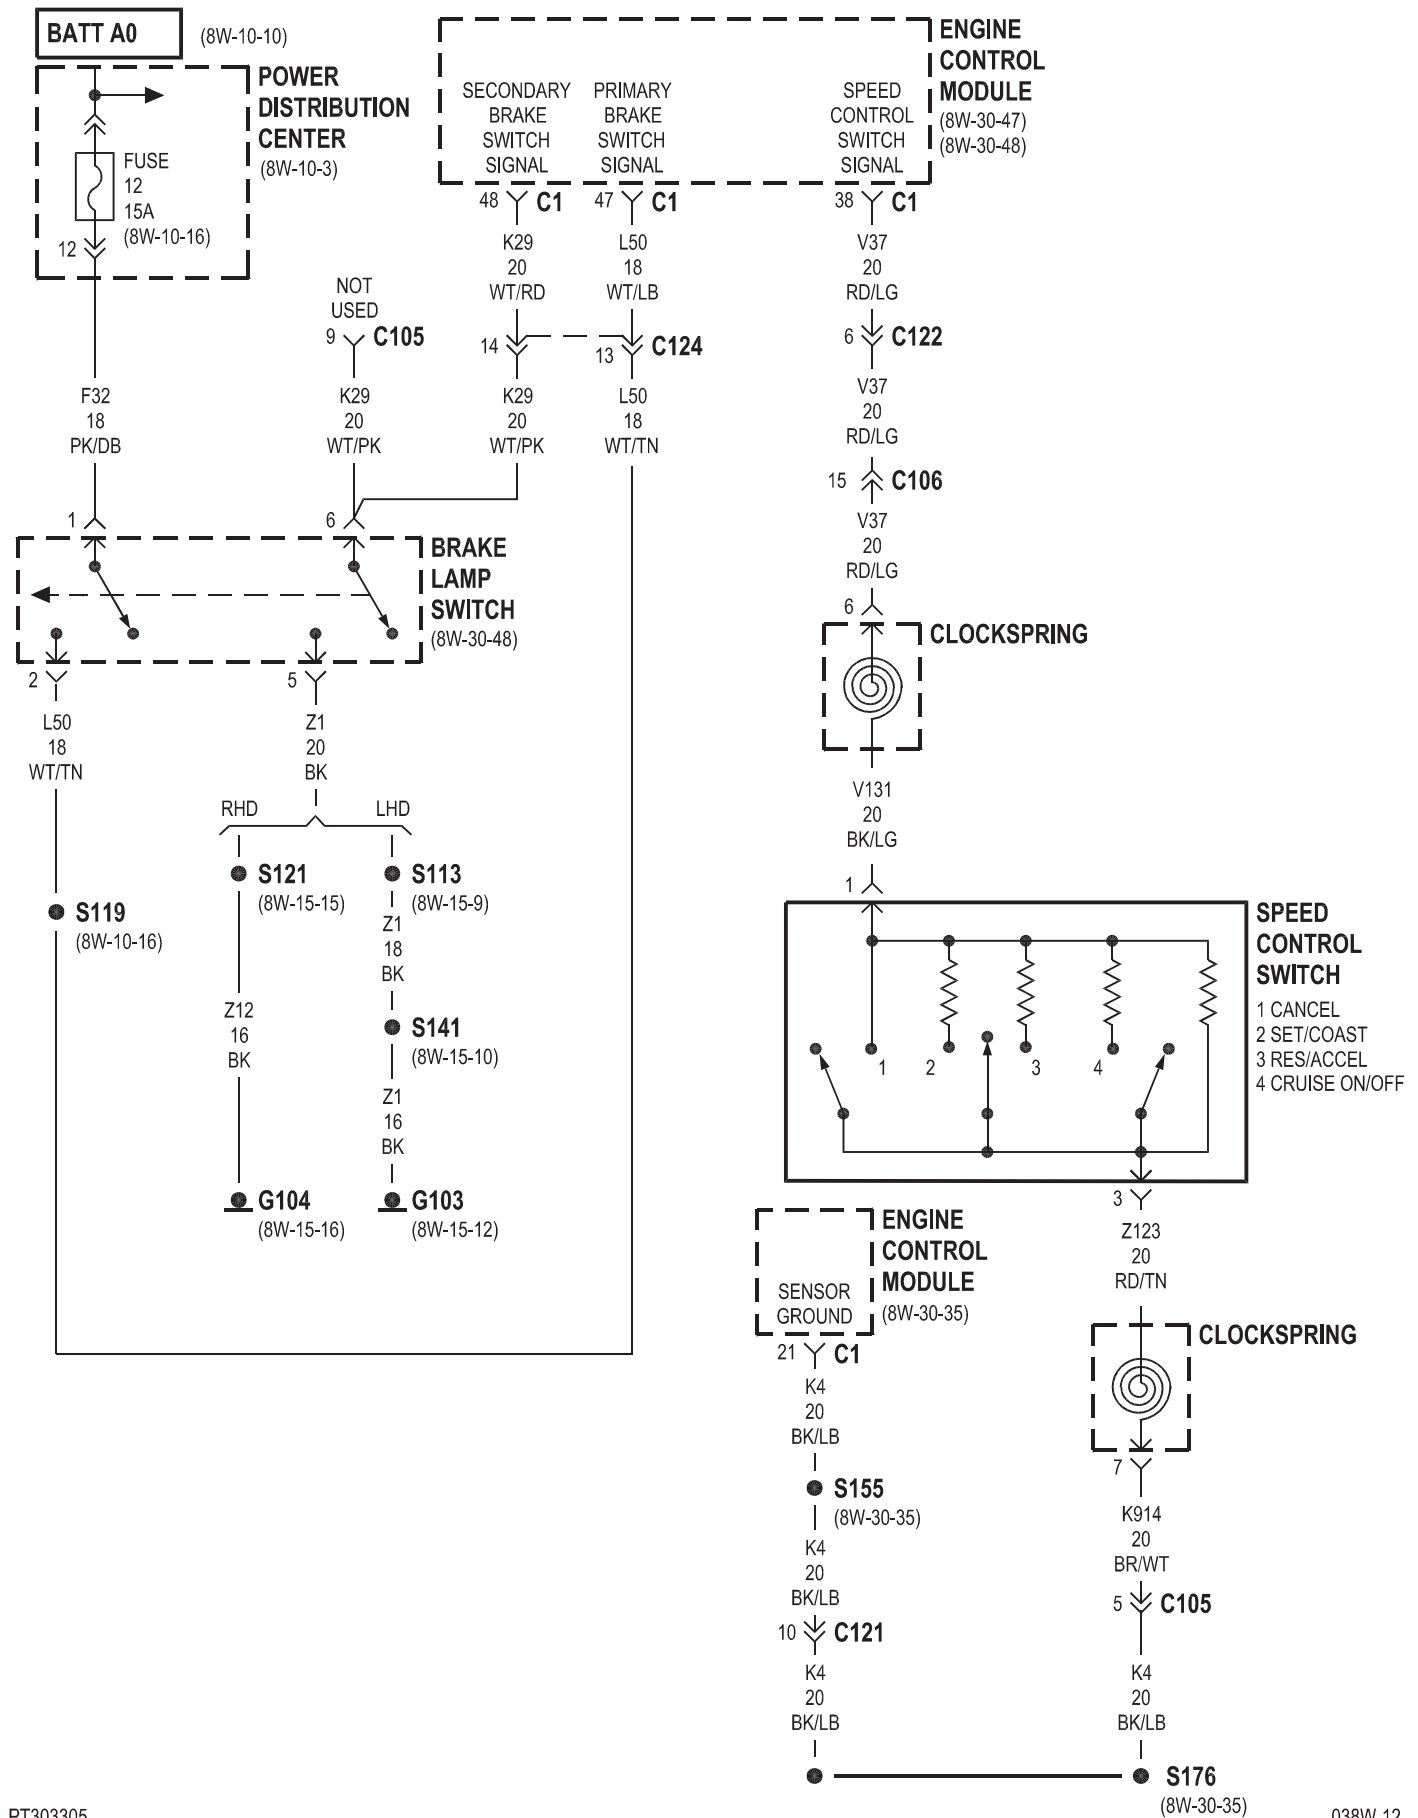 BATT A0
(8W-10-10)
POWER
DISTRIBUTION
CENTER
(8W-10-3)
FUSE
12
15A
(8W-10-16)
12
F32
18
PK/DB
1
ENGINE
CONTROL
MODULE
(8W-30-47)
(8W-30-48)
SECONDARY
BRAKE
SWITCH
SIGNAL
PRIMARY
BRAKE
SWITCH
SIGNAL
SPEED
CONTROL
SWITCH
SIGNAL
48
C1
47
C1
38
C1
K29
20
WT/RD
L50
18
WT/LB
V37
20
RD/LG
NOT
USED
9
C105
14
13
C124
6
C122
K29
20
WT/PK
K29
20
WT/PK
L50
18
WT/TN
V37
20
RD/LG
15
C106
V37
20
RD/LG
6
6
BRAKE
LAMP
SWITCH
(8W-30-48)
CLOCKSPRING
2
5
L50
18
WT/TN
Z1
20
BK
V131
20
BK/LG
RHD
LHD
S121
(8W-15-15)
S113
(8W-15-9)
S119
(8W-10-16)
Z1
18
BK
Z12
16
BK
S141
(8W-15-10)
Z1
16
BK
G104
(8W-15-16)
G103
(8W-15-12)
1
SPEED
CONTROL
SWITCH
1 CANCEL
2 SET/COAST
3 RES/ACCEL
4 CRUISE ON/OFF
1
2
3
4
3
Z123
20
RD/TN
ENGINE
CONTROL
MODULE
(8W-30-35)
SENSOR
GROUND
21
C1
CLOCKSPRING
K4
20
BK/LB
7
S155
(8W-30-35)
K914
20
BR/WT
K4
20
BK/LB
5
C105
10
C121
K4
20
BK/LB
K4
20
BK/LB
S176
(8W-30-35)
PT303305
038W-12